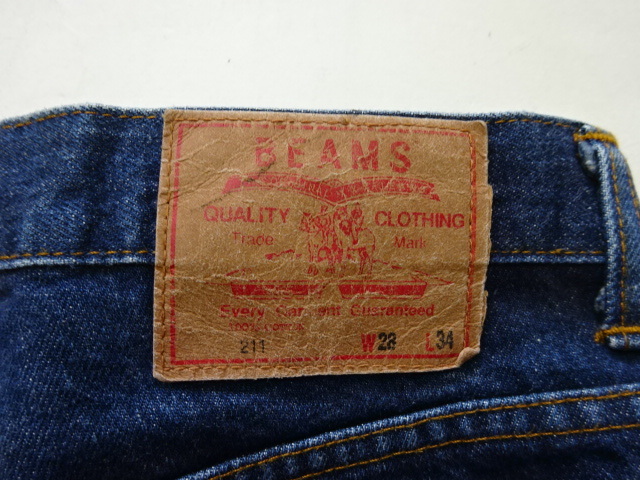 BEAMS
QUALITY CLOTHING
Trade Mark
Every Garment Guaranteed
211 W28 L34